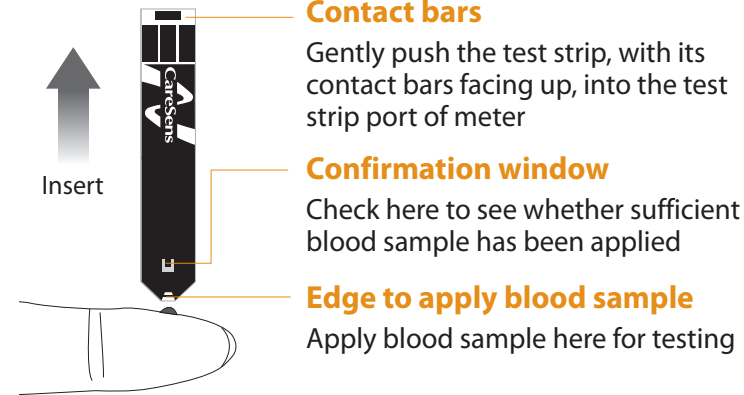 Contact bars
Gently push the test strip, with its
contact bars facing up, into the test
strip port of meter
Insert
CareSens
N
Confirmation window
Check here to see whether sufficient
blood sample has been applied
Edge to apply blood sample
Apply blood sample here for testing